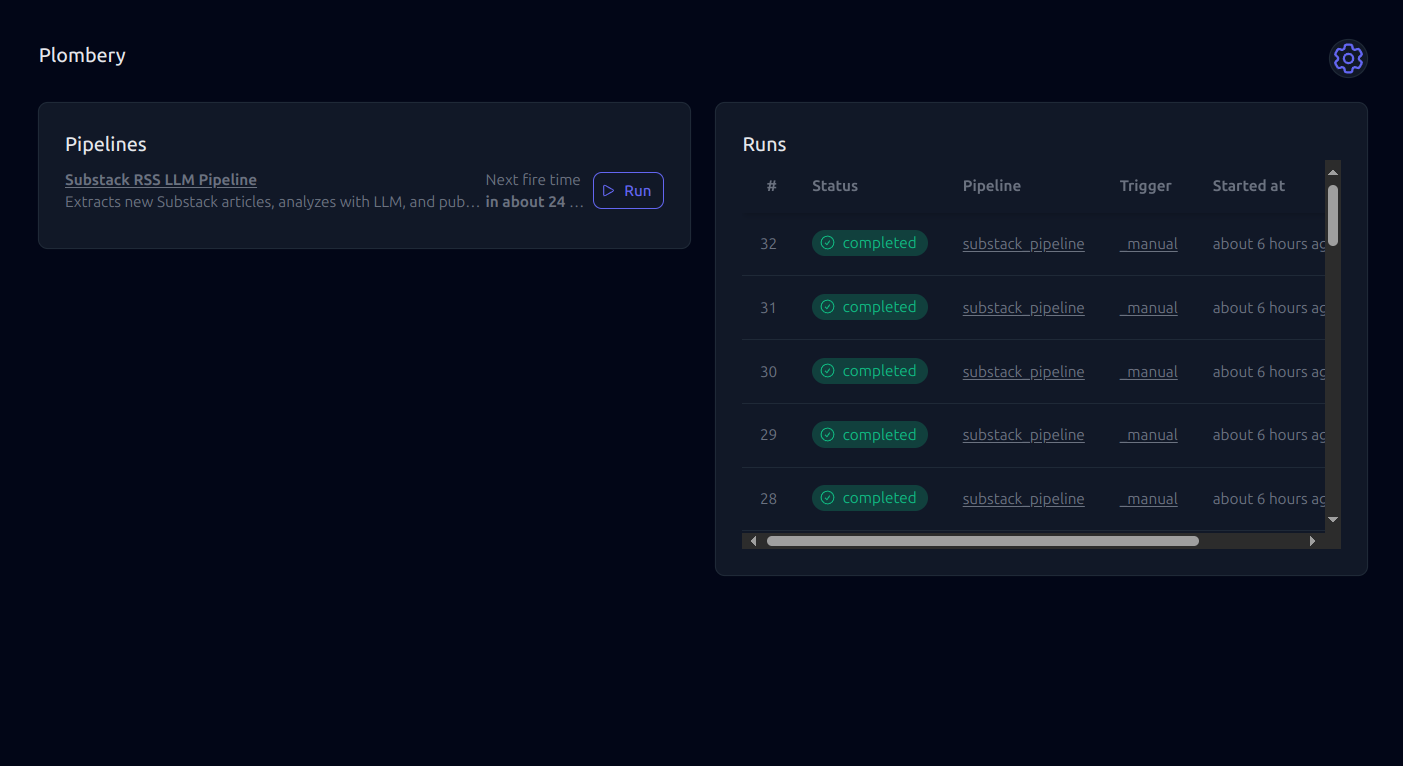 Plombery
Pipelines
Substack RSS LLM Pipeline
Extracts new Substack articles, analyzes with LLM, and pub…
Next fire time
in about 24 …
Run
Runs
# Status Pipeline Trigger Started at
32 completed substack_pipeline _manual about 6 hours ag
31 completed substack_pipeline _manual about 6 hours ag
30 completed substack_pipeline _manual about 6 hours ag
29 completed substack_pipeline _manual about 6 hours ag
28 completed substack_pipeline _manual about 6 hours ag